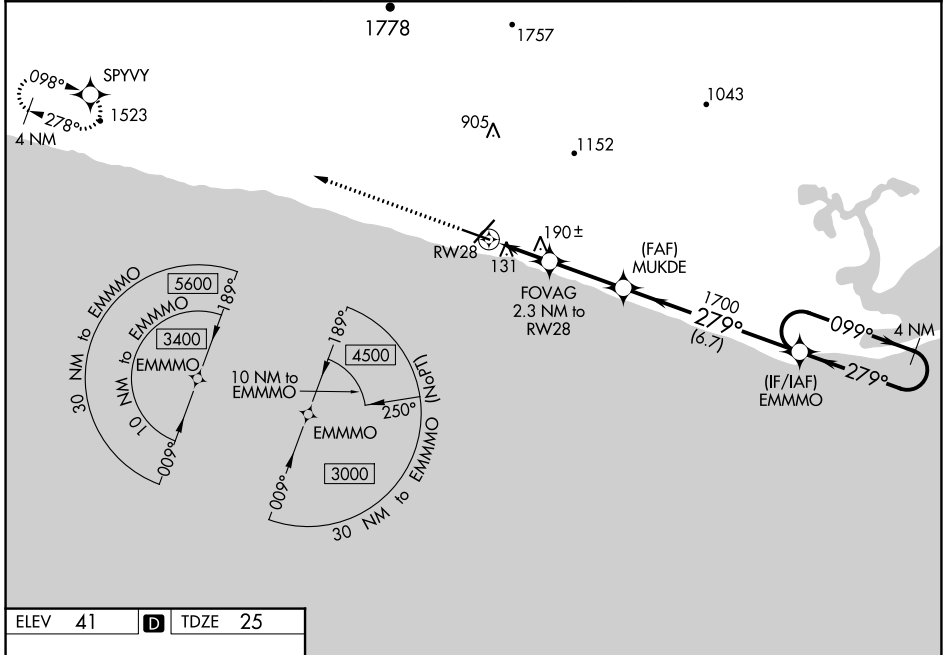 1778
1757
SPYVY
098°
278°
1523
4 NM
905
1043
1152
RW28
131
190±
FOVAG
2.3 NM to
RW28
(FAF)
MUKDE
1700
279°
(6.7)
099°
4 NM
279°
(IF/IAF)
EMMMO
30 NM to EMMMO
5600
189°
10 NM to EMMMO
3400
EMMMO
009°
189°
4500
10 NM to
EMMMO
250°
EMMMO
3000
009°
30 NM to EMMMO (NoPT)
ELEV 41 D TDZE 25